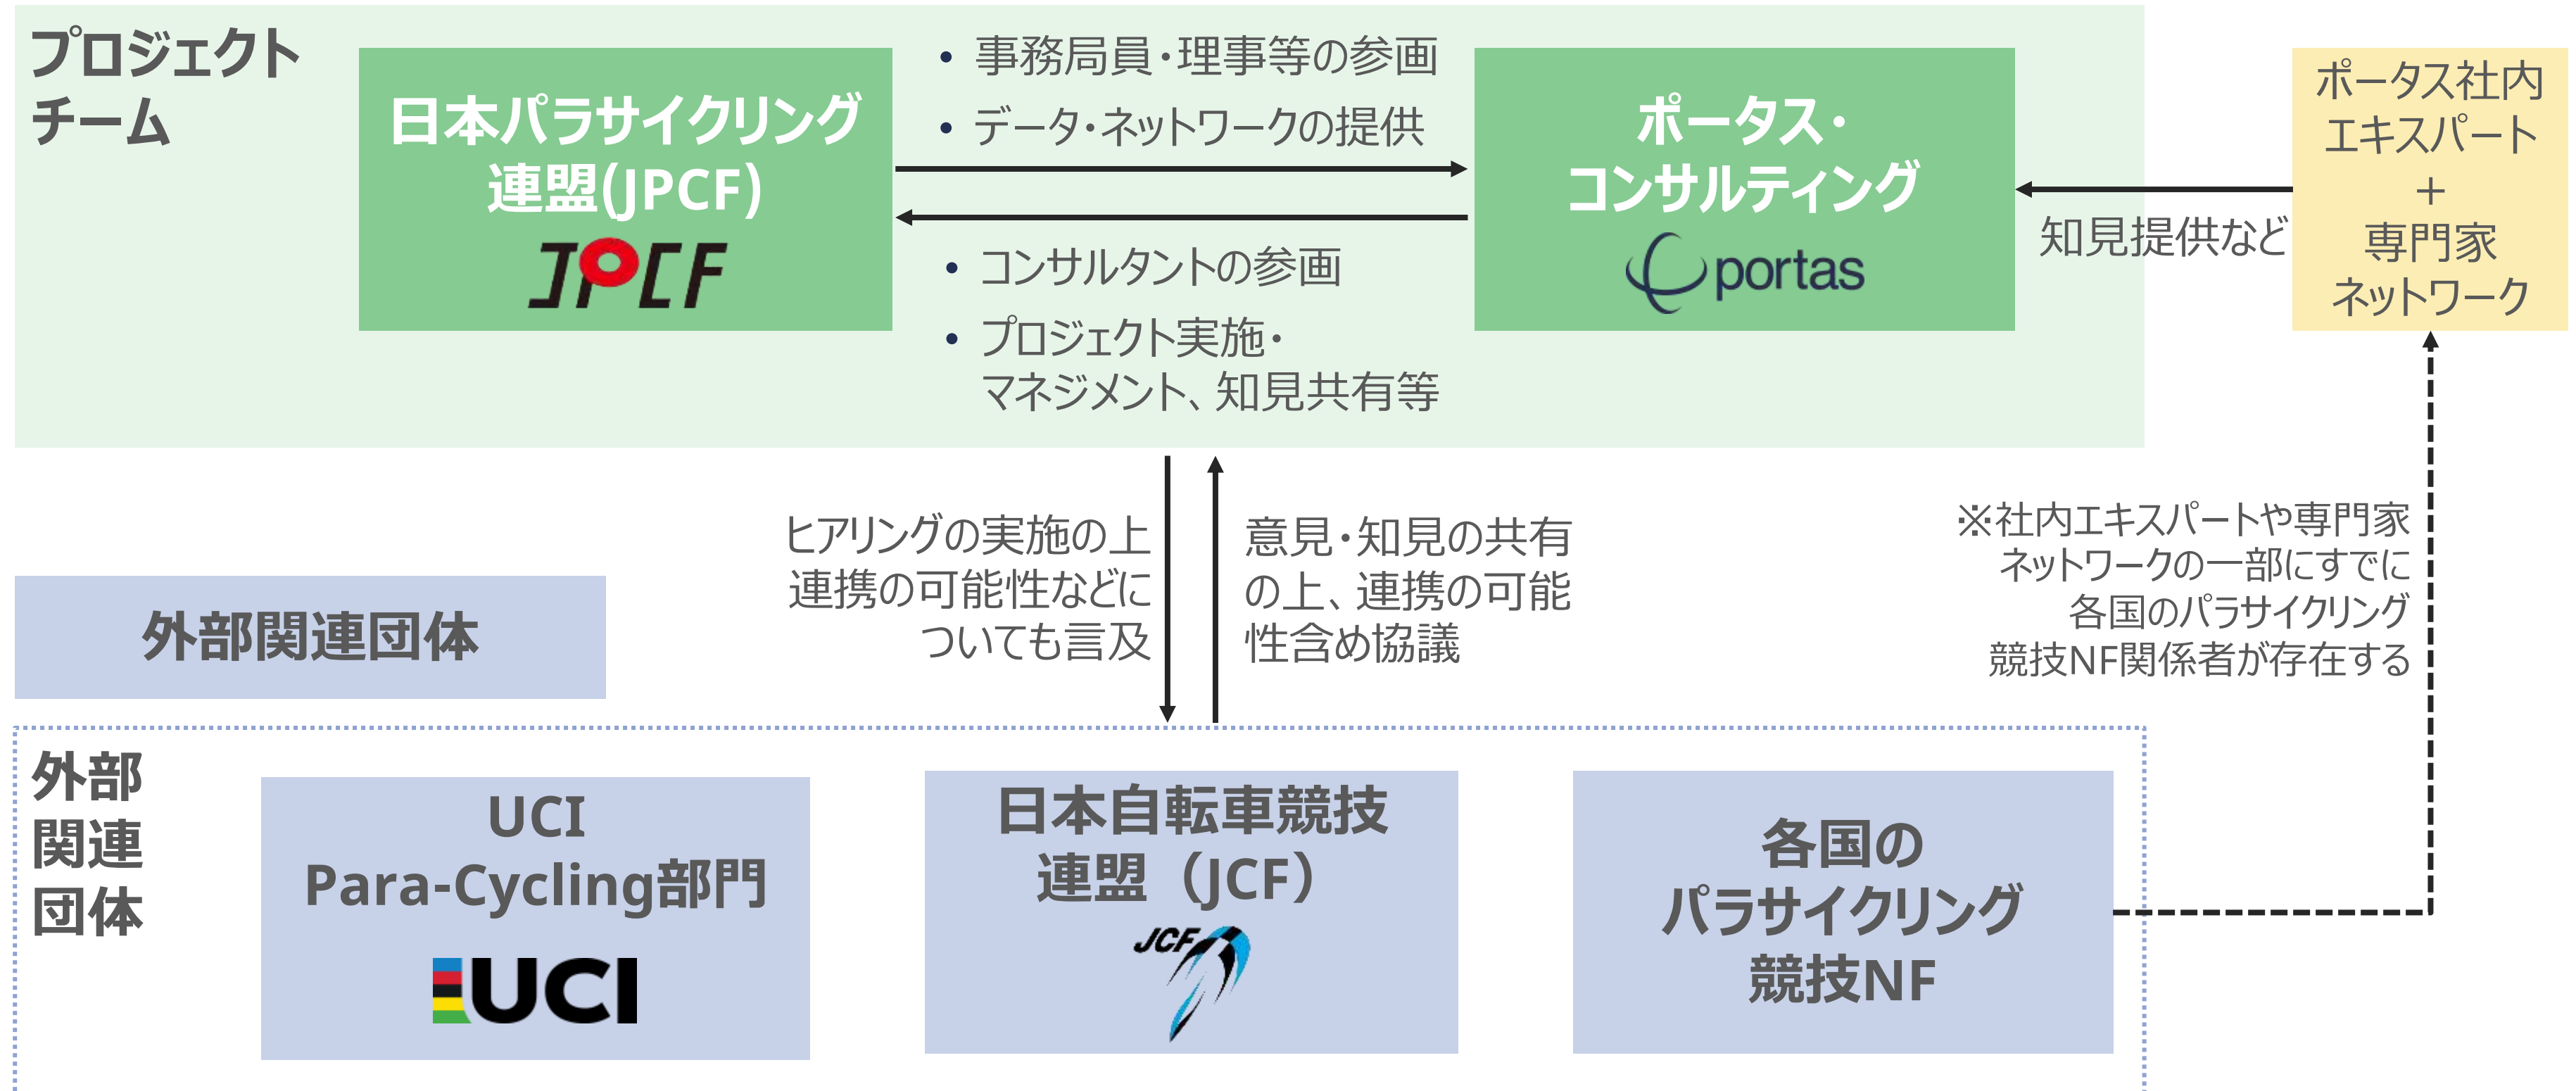 プロジェクト
チーム
日本パラサイクリング
連盟(JPCF)
JPCF
• 事務局員・理事等の参画
• データ・ネットワークの提供
• コンサルタントの参画
• プロジェクト実施・
マネジメント、知見共有等
ポータス・
コンサルティング
portas
知見提供など
ポータス社内
エキスパート
+
専門家
ネットワーク
ヒアリングの実施の上
連携の可能性などに
ついても言及
意見・知見の共有
の上、連携の可能
性含め協議
※社内エキスパートや専門家
ネットワークの一部にすでに
各国のパラサイクリング
競技NF関係者が存在する
外部関連団体
外部
関連
団体
UCI
Para-Cycling部門
UCI
日本自転車競技
連盟（JCF）
JCF
各国の
パラサイクリング
競技NF